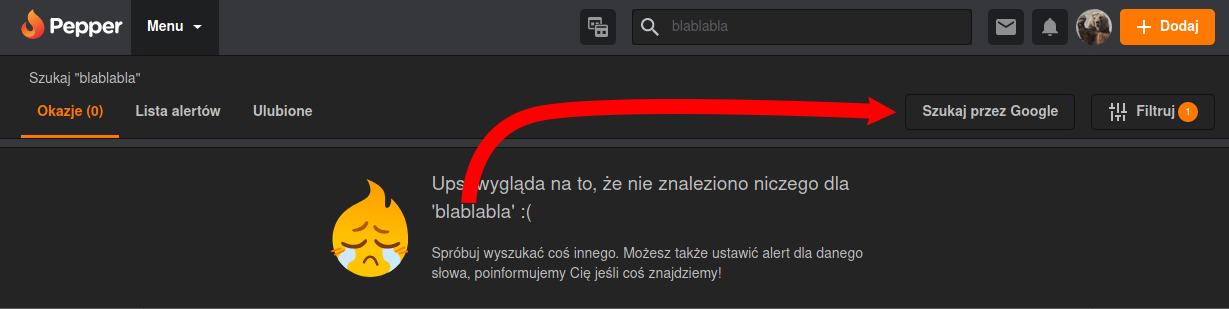 Pepper
Menu
blablabla
Dodaj
Szukaj "blablabla"
Okazje (0)
Lista alertów
Ulubione
Szukaj przez Google
Filtruj 1
Ups, wygląda na to, że nie znaleziono niczego dla
'blablabla' :(
Spróbuj wyszukać coś innego. Możesz także ustawić alert dla danego
słowa, poinformujemy Cię jeśli coś znajdziemy!